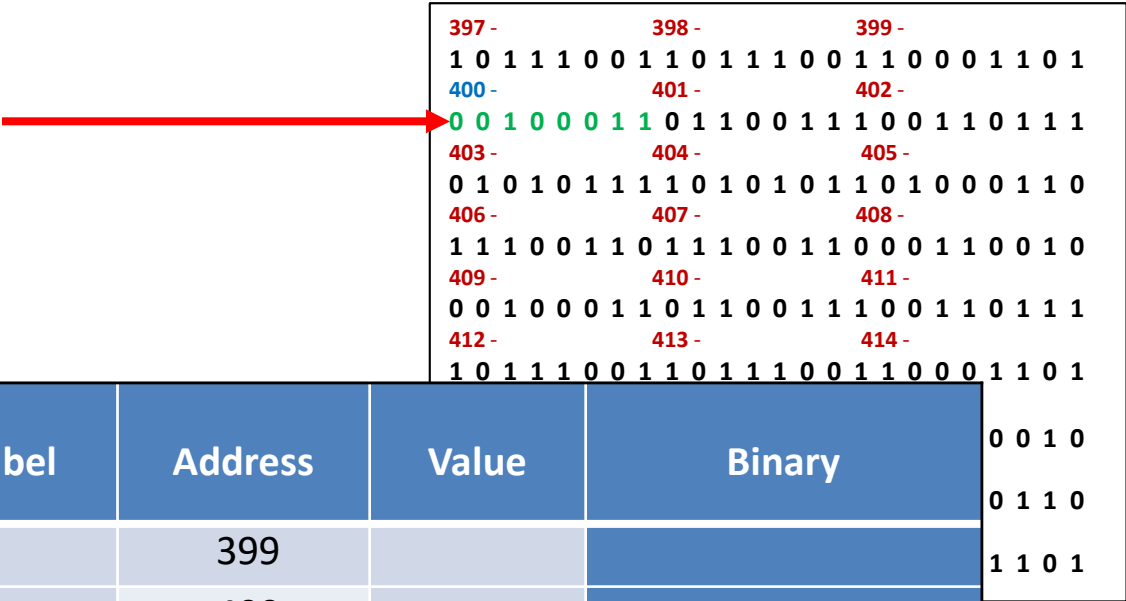 397 - 398 - 399 -
1 0 1 1 1 0 0 1 1 0 1 1 1 0 0 1 1 0 0 0 1 1 0 1
400 - 401 - 402 -
0 0 1 0 0 0 1 1 0 1 1 0 0 1 1 1 0 0 1 1 0 1 1 1
403 - 404 - 405 -
0 1 0 1 0 1 1 1 1 0 1 0 1 0 1 1 0 1 0 0 0 1 1 0
406 - 407 - 408 -
1 1 1 0 0 1 1 0 1 1 1 0 0 1 1 0 0 0 1 1 0 0 1 0
409 - 410 - 411 -
0 0 1 0 0 0 1 1 0 1 1 0 0 1 1 1 0 0 1 1 0 1 1 1
412 - 413 - 414 -
1 0 1 1 1 0 0 1 1 0 1 1 1 0 0 1 1 0 0 0 1 1 0 1
0 0 1 0
bel Address Value Binary
0 1 1 0
399
1 1 0 1